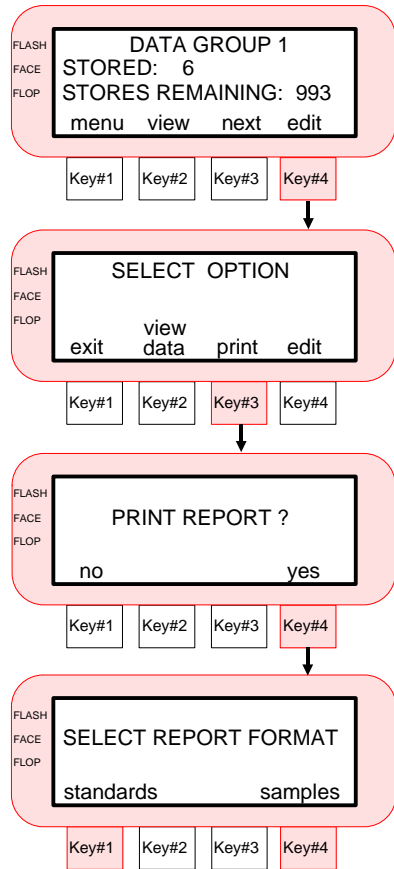 FLASH
FACE
FLOP
DATA GROUP 1
STORED: 6
STORES REMAINING: 993
menu view next edit
Key#1 Key#2 Key#3 Key#4
FLASH
FACE
FLOP
SELECT OPTION
exit view data print edit
Key#1 Key#2 Key#3 Key#4
FLASH
FACE
FLOP
PRINT REPORT ?
no yes
Key#1 Key#2 Key#3 Key#4
FLASH
FACE
FLOP
SELECT REPORT FORMAT
standards samples
Key#1 Key#2 Key#3 Key#4